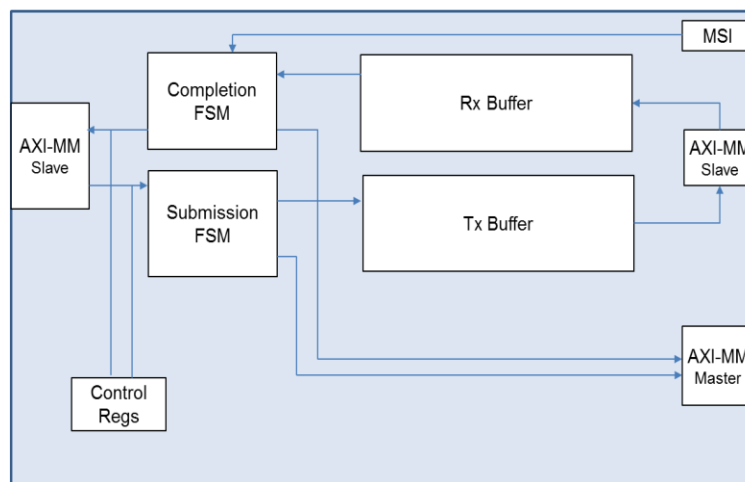 MSI
Completion
FSM
Rx Buffer
AXI-MM
Slave
AXI-MM
Slave
Submission
FSM
Tx Buffer
AXI-MM
Master
Control
Regs